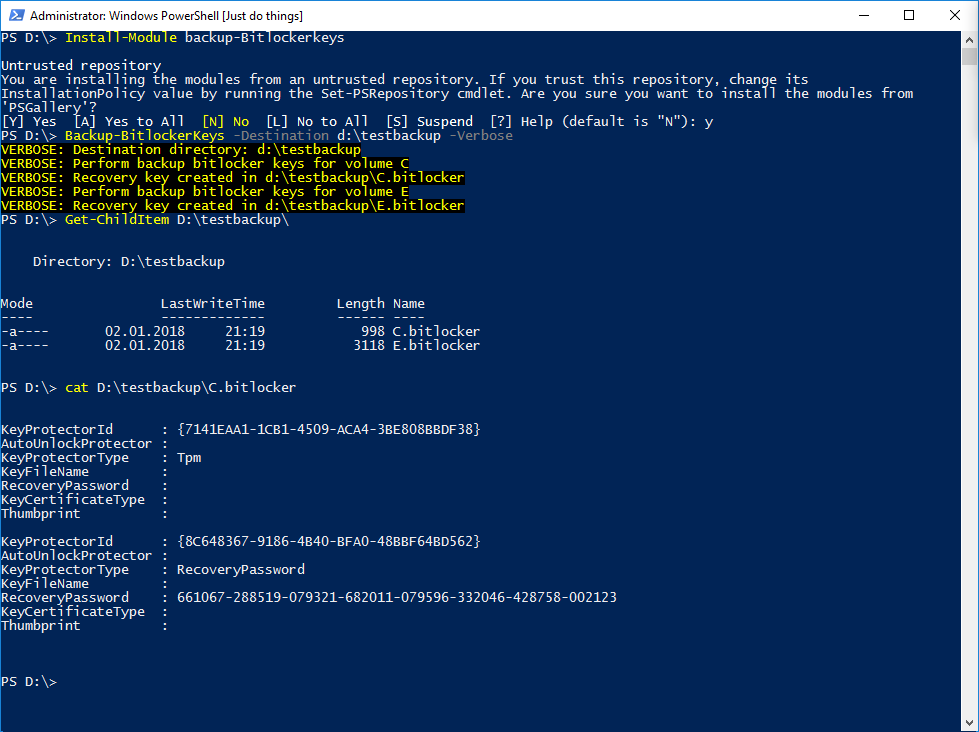 Administrator: Windows PowerShell [Just do things]
PS D:\> Install-Module backup-Bitlockerkeys
Untrusted repository
You are installing the modules from an untrusted repository. If you trust this repository, change its
InstallationPolicy value by running the Set-PSRepository cmdlet. Are you sure you want to install the modules from
'PSGallery'?
[Y] Yes  [A] Yes to All  [N] No  [L] No to All  [S] Suspend  [?] Help (default is "N"): y
PS D:\> Backup-BitlockerKeys -Destination d:\testbackup -Verbose
VERBOSE: Destination directory: d:\testbackup
VERBOSE: Perform backup bitlocker keys for volume C
VERBOSE: Recovery key created in d:\testbackup\C.bitlocker
VERBOSE: Perform backup bitlocker keys for volume E
VERBOSE: Recovery key created in d:\testbackup\E.bitlocker
PS D:\> Get-ChildItem D:\testbackup\
    Directory: D:\testbackup
Mode                LastWriteTime         Length Name
----                -------------         ------ ----
-a----       02.01.2018     21:19            998 C.bitlocker
-a----       02.01.2018     21:19           3118 E.bitlocker
PS D:\> cat D:\testbackup\C.bitlocker
KeyProtectorId      : {7141EAA1-1CB1-4509-ACA4-3BE808BBDF38}
AutoUnlockProtector :
KeyProtectorType    : Tpm
KeyFileName         :
RecoveryPassword    :
KeyCertificateType  :
Thumbprint          :
KeyProtectorId      : {8C648367-9186-4B40-BFA0-48BBF64BD562}
AutoUnlockProtector :
KeyProtectorType    : RecoveryPassword
KeyFileName         :
RecoveryPassword    : 661067-288519-079321-682011-079596-332046-428758-002123
KeyCertificateType  :
Thumbprint          :
PS D:\>